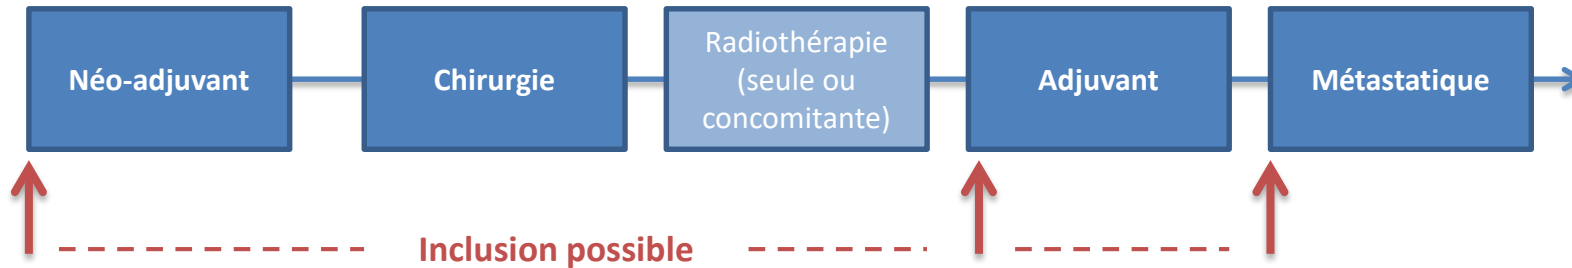 Néo-adjuvant
Chirurgie
Radiothérapie
(seule ou
concomitante)
Adjuvant
Métastatique
Inclusion possible